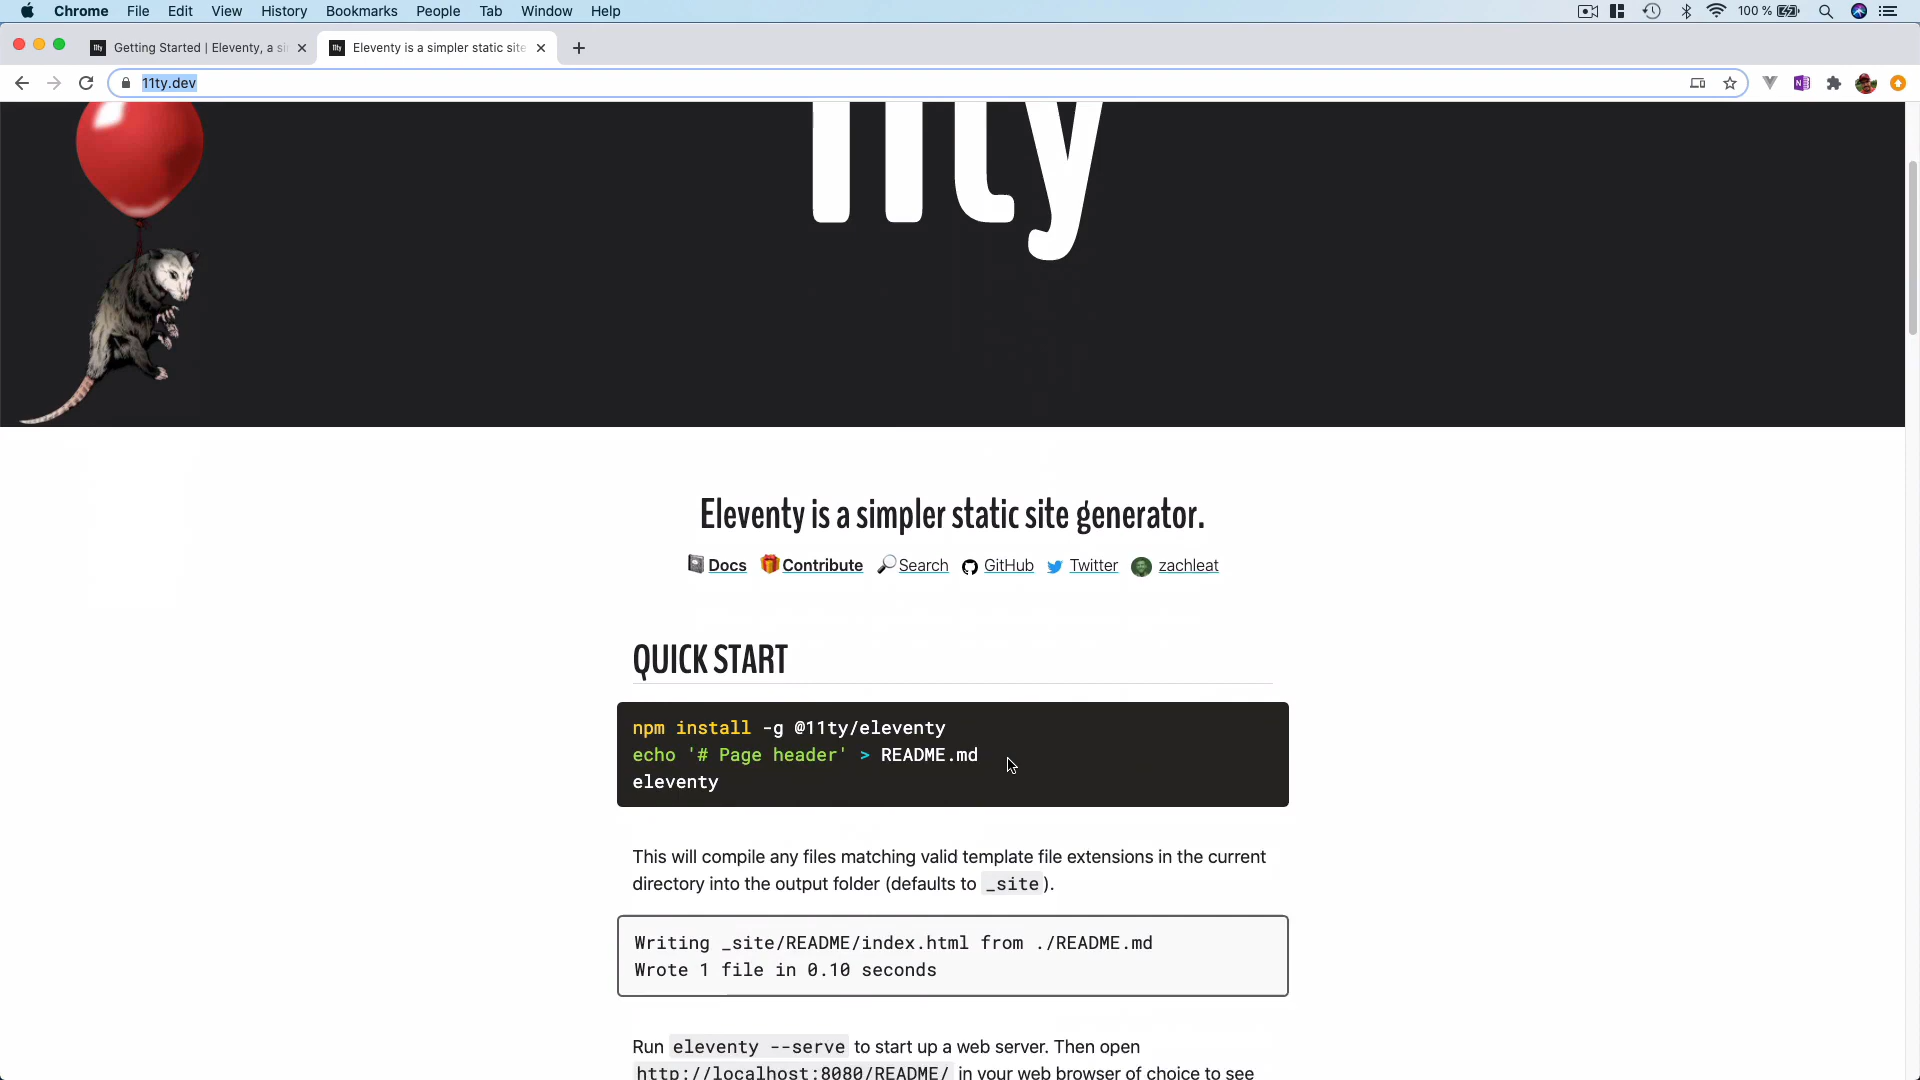 Chrome File Edit View History Bookmarks People Tab Window Help 100 %
11ty Getting Started | Eleventy, a si 11ty Eleventy is a simpler static site
11ty.dev
11ty
Eleventy is a simpler static site generator.
Docs Contribute Search GitHub Twitter zachleat
QUICK START
npm install -g @11ty/eleventy
echo '# Page header' > README.md
eleventy
This will compile any files matching valid template file extensions in the current
directory into the output folder (defaults to _site).
Writing _site/README/index.html from ./README.md
Wrote 1 file in 0.10 seconds
Run eleventy --serve to start up a web server. Then open
http://localhost:8080/README/ in your web browser of choice to see